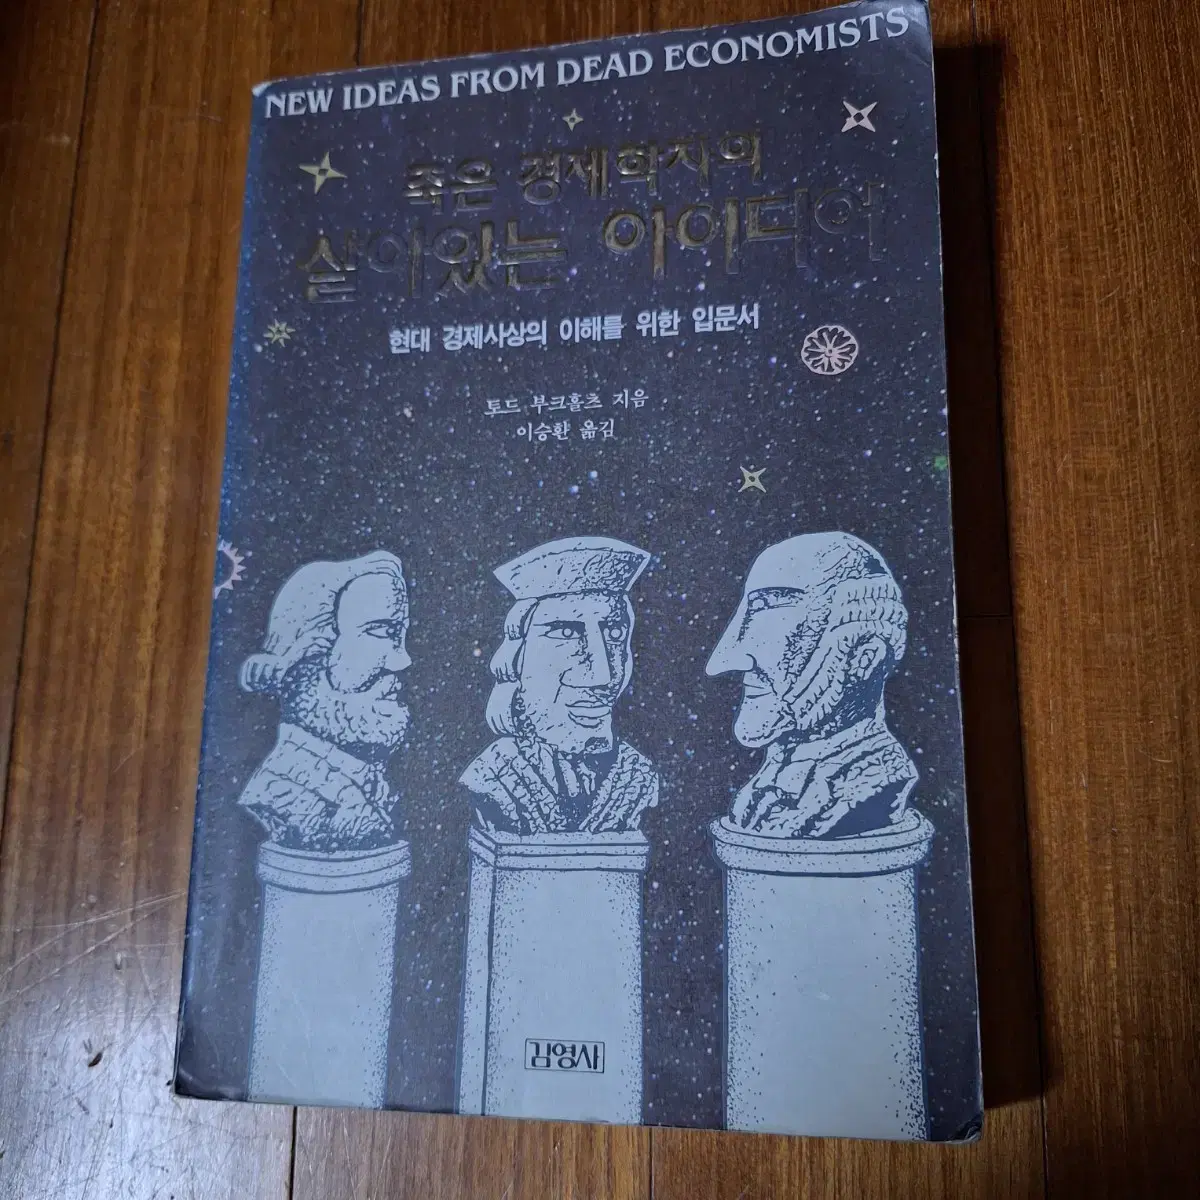 NEW IDEAS FROM DEAD ECONOMISTS
죽은 경제학자의
살아있는 아이디어
현대 경제사상의 이해를 위한 입문서
토드 부크홀츠 지음
이승환 옮김
김영사